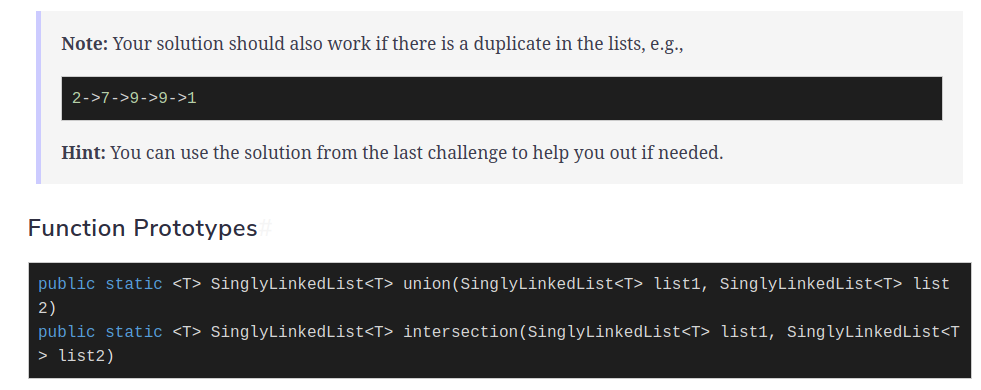 Note: Your solution should also work if there is a duplicate in the lists, e.g.,
2->7->9->9->1
Hint: You can use the solution from the last challenge to help you out if needed.
Function Prototypes#
public static <T> SinglyLinkedList<T> union(SinglyLinkedList<T> list1, SinglyLinkedList<T> list
2)
public static <T> SinglyLinkedList<T> intersection(SinglyLinkedList<T> list1, SinglyLinkedList<T
> list2)